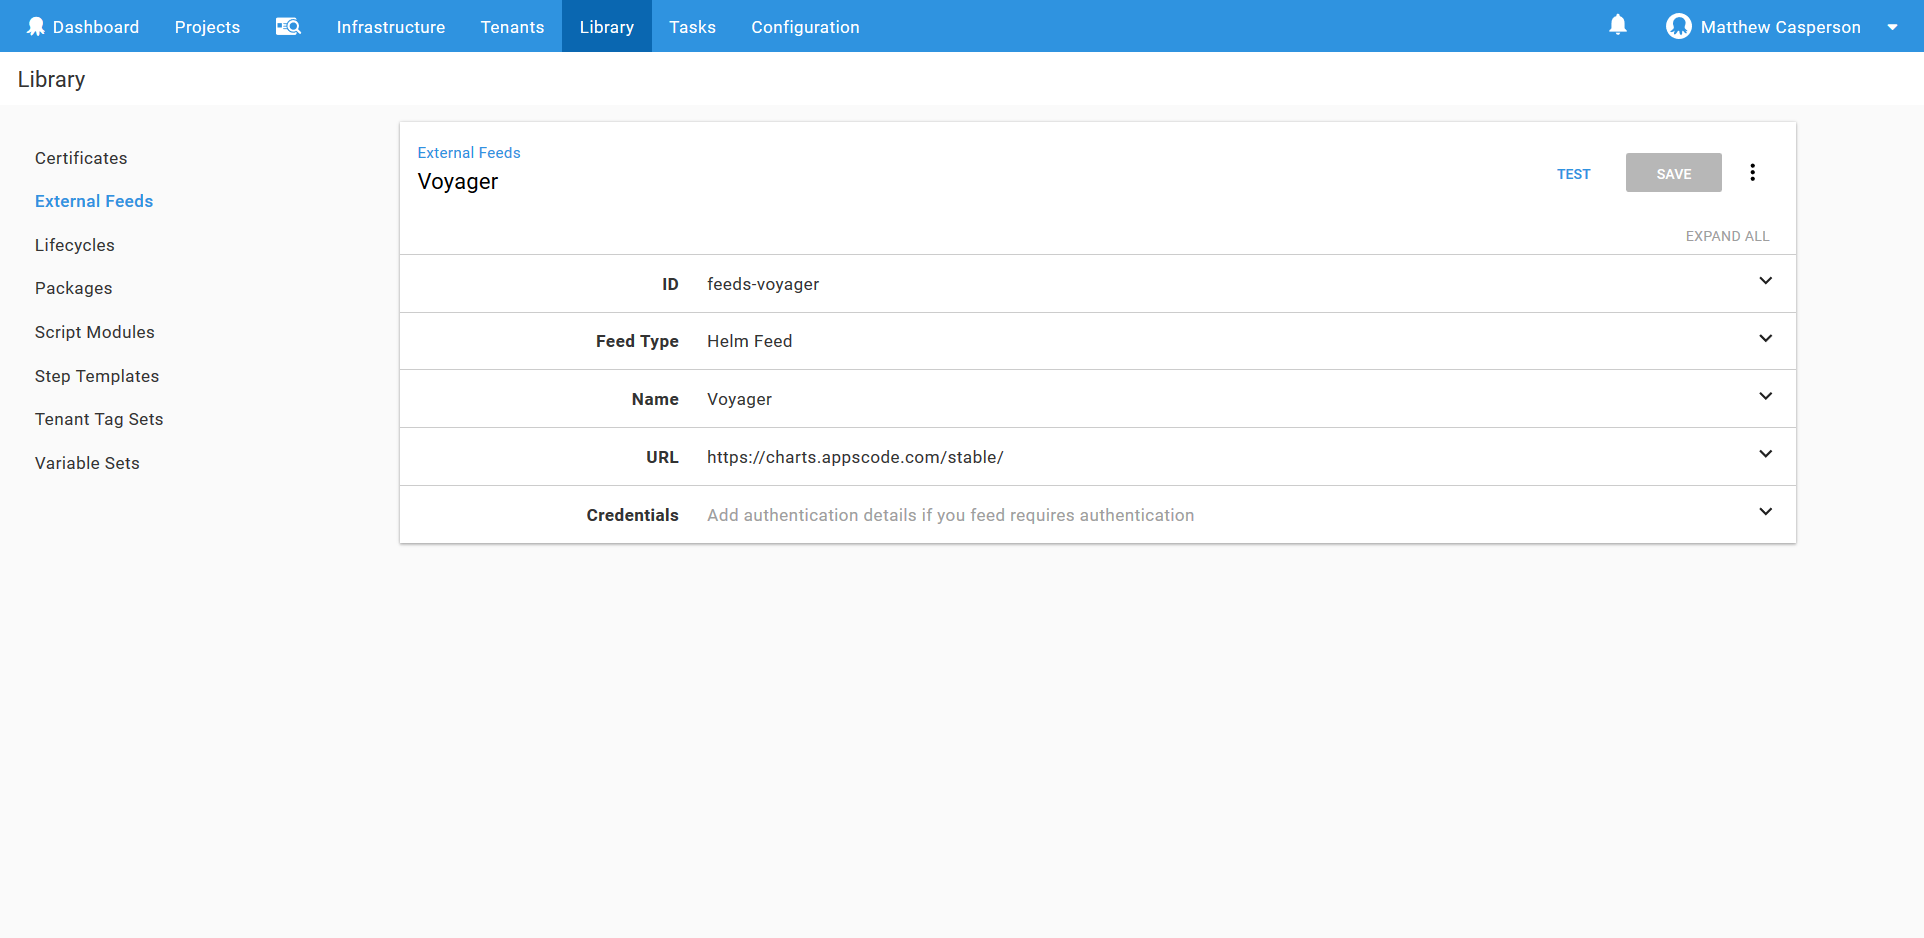 Dashboard Projects Infrastructure Tenants Library Tasks Configuration Matthew Casperson
Library
Certificates
External Feeds
Lifecycles
Packages
Script Modules
Step Templates
Tenant Tag Sets
Variable Sets
External Feeds
Voyager
TEST SAVE
EXPAND ALL
ID feeds-voyager
Feed Type Helm Feed
Name Voyager
URL https://charts.appscode.com/stable/
Credentials Add authentication details if you feed requires authentication